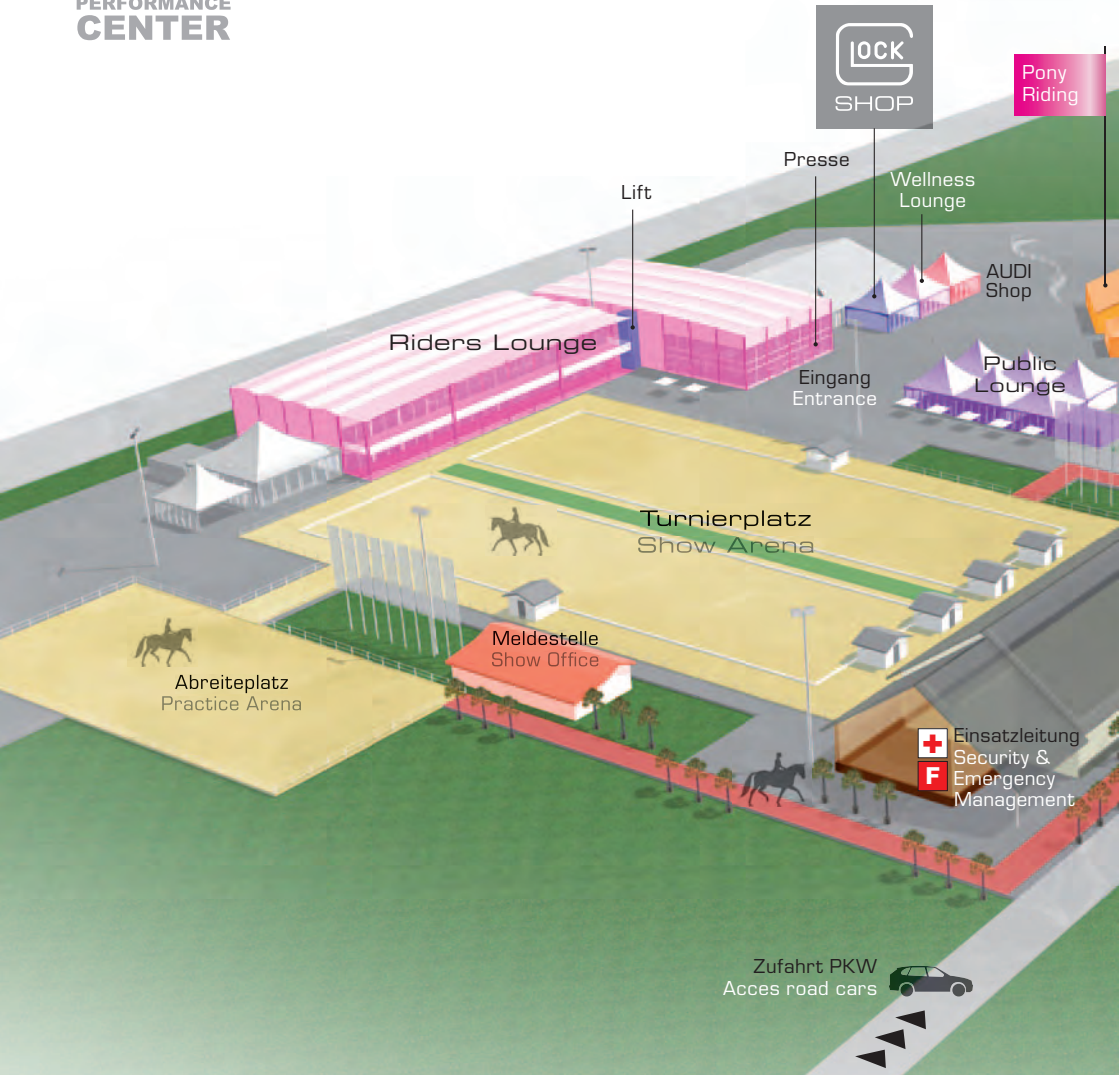 PERFORMANCE
CENTER
GLOCK
SHOP
Pony
Riding
Presse
Lift
Wellness
Lounge
AUDI
Shop
Riders Lounge
Eingang
Entrance
Public
Lounge
Turnierplatz
Show Arena
Meldestelle
Show Office
Abreiteplatz
Practice Arena
Einsatzleitung
Security &
F
Emergency
Management
Zufahrt PKW
Acces road cars